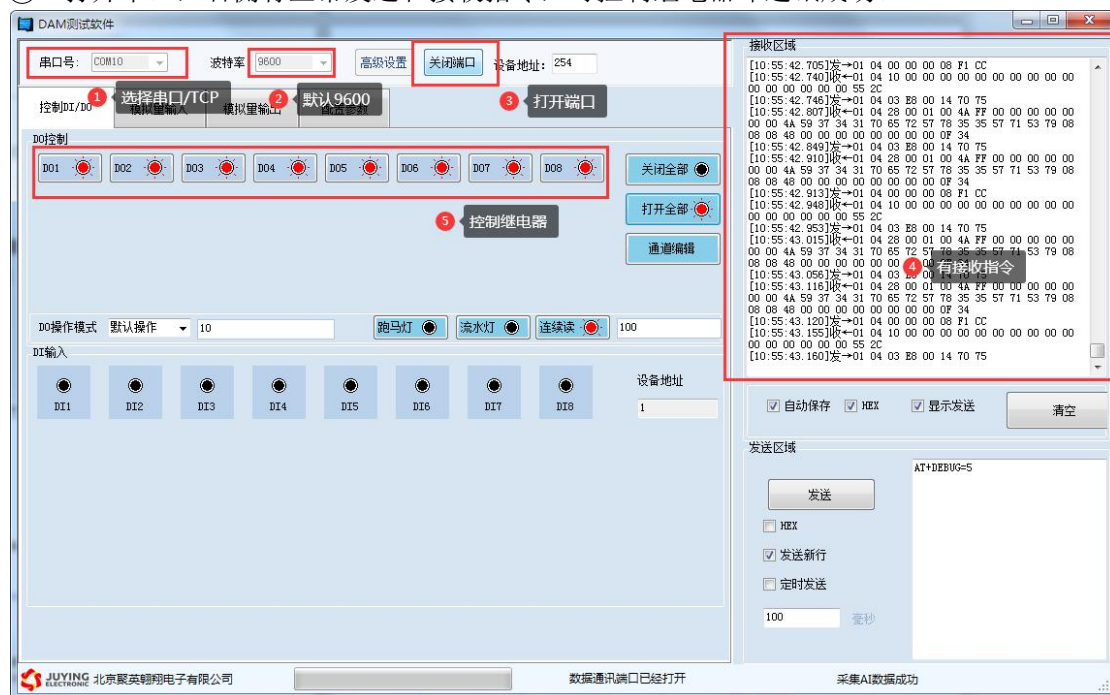 DAM测试软件
串口号: COM10 波特率 9600 高级设置 关闭端口 设备地址: 254
1 选择串口/TCP 2 默认9600 3 打开端口
控制DI/DO 模拟量输入 模拟量输出 配置参数
DO控制
DO1 DO2 DO3 DO4 DO5 DO6 DO7 DO8 关闭全部
打开全部
5 控制继电器
通道编辑
DO操作模式 默认操作 10 跑马灯 流水灯 连续读 100
DI输入
DI1 DI2 DI3 DI4 DI5 DI6 DI7 DI8
设备地址
1
接收区域
[10:55:42.705]发→01 04 00 00 00 08 F1 CC
[10:55:42.740]收←01 04 10 00 00 00 00 00 00 00 00 00
00 00 00 00 00 00 55 2C
[10:55:42.746]发→01 04 03 E8 00 14 70 75
[10:55:42.807]收←01 04 28 00 01 00 4A FF 00 00 00 00 00
00 00 4A 59 37 34 31 70 65 72 57 78 35 35 57 71 53 79 08
08 08 48 00 00 00 00 00 00 00 00 0F 34
[10:55:42.849]发→01 04 03 E8 00 14 70 75
[10:55:42.910]收←01 04 28 00 01 00 4A FF 00 00 00 00 00
00 00 4A 59 37 34 31 70 65 72 57 78 35 35 57 71 53 79 08
08 08 48 00 00 00 00 00 00 00 00 0F 34
[10:55:42.913]发→01 04 00 00 00 08 F1 CC
[10:55:42.948]收←01 04 10 00 00 00 00 00 00 00 00 00
00 00 00 00 00 00 55 2C
[10:55:42.953]发→01 04 03 E8 00 14 70 75
[10:55:43.015]收←01 04 28 00 01 00 4A FF 00 00 00 00 00
00 00 4A 59 37 34 31 70 65 72 57 78 35 35 57 71 53 79 08
08 08 48 00 00 00 00 00 00
4 有接收指令
[10:55:43.056]发→01 04 03 E8 00 14 70 75
[10:55:43.116]收←01 04 28 00 01 00 4A FF 00 00 00 00 00
00 00 4A 59 37 34 31 70 65 72 57 78 35 35 57 71 53 79 08
08 08 48 00 00 00 00 00 00 00 00 0F 34
[10:55:43.120]发→01 04 00 00 00 08 F1 CC
[10:55:43.155]收←01 04 10 00 00 00 00 00 00 00 00 00
00 00 00 00 00 00 55 2C
[10:55:43.160]发→01 04 03 E8 00 14 70 75
自动保存 HEX 显示发送 清空
发送区域
AT+DEBUG=5
发送
HEX
发送新行
定时发送
100 毫秒
JUYING ELECTRONIC 北京聚英翱翔电子有限公司 数据通讯端口已经打开 采集AI数据成功